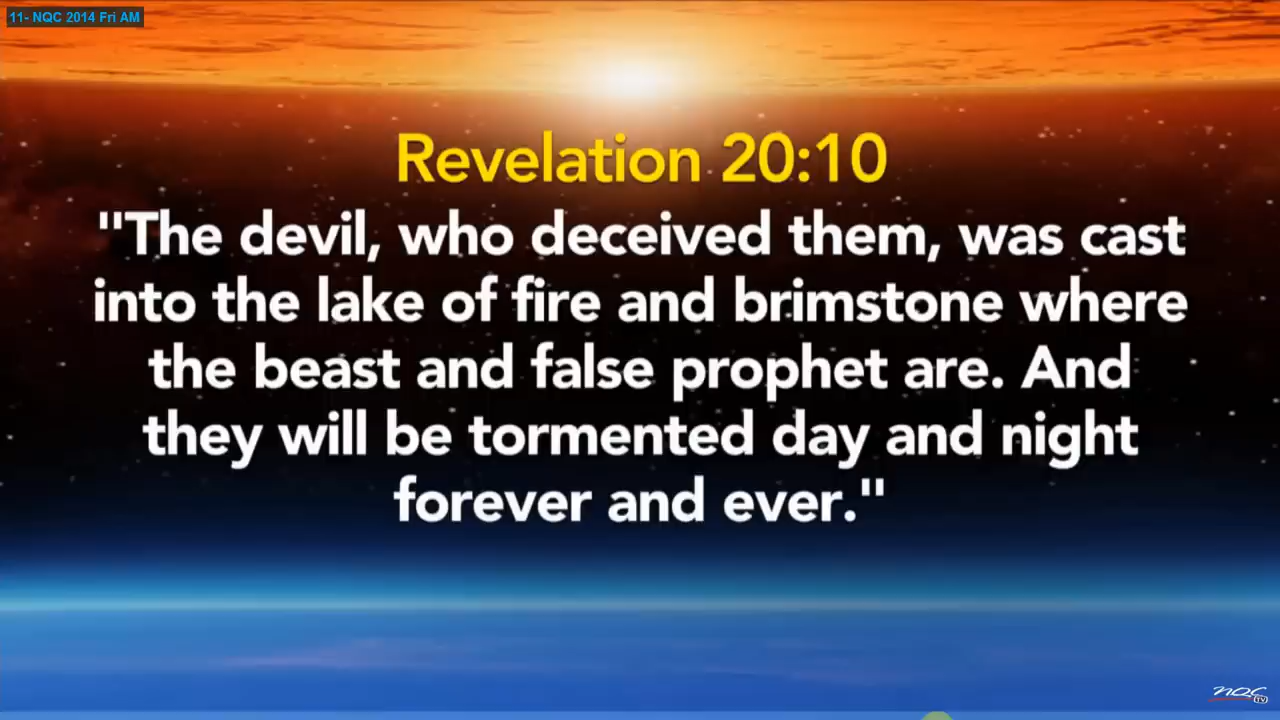 11- NQC 2014 Fri AM
Revelation 20:10
"The devil, who deceived them, was cast
into the lake of fire and brimstone where
the beast and false prophet are. And
they will be tormented day and night
forever and ever."
NQC
TV